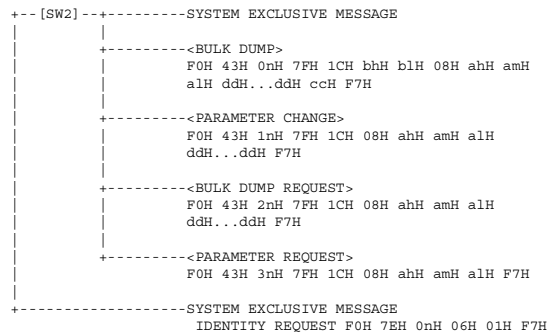 +--[SW2]--+---------SYSTEM EXCLUSIVE MESSAGE
+---------<BULK DUMP>
F0H 43H 0nH 7FH 1CH bhH blH 08H ahH amH
alH ddH...ddH ccH F7H
+---------<PARAMETER CHANGE>
F0H 43H 1nH 7FH 1CH 08H ahH amH alH
ddH...ddH F7H
+---------<BULK DUMP REQUEST>
F0H 43H 2nH 7FH 1CH 08H ahH amH alH
ddH...ddH F7H
+---------<PARAMETER REQUEST>
F0H 43H 3nH 7FH 1CH 08H ahH amH alH F7H
+-------------------SYSTEM EXCLUSIVE MESSAGE
IDENTITY REQUEST F0H 7EH 0nH 06H 01H F7H